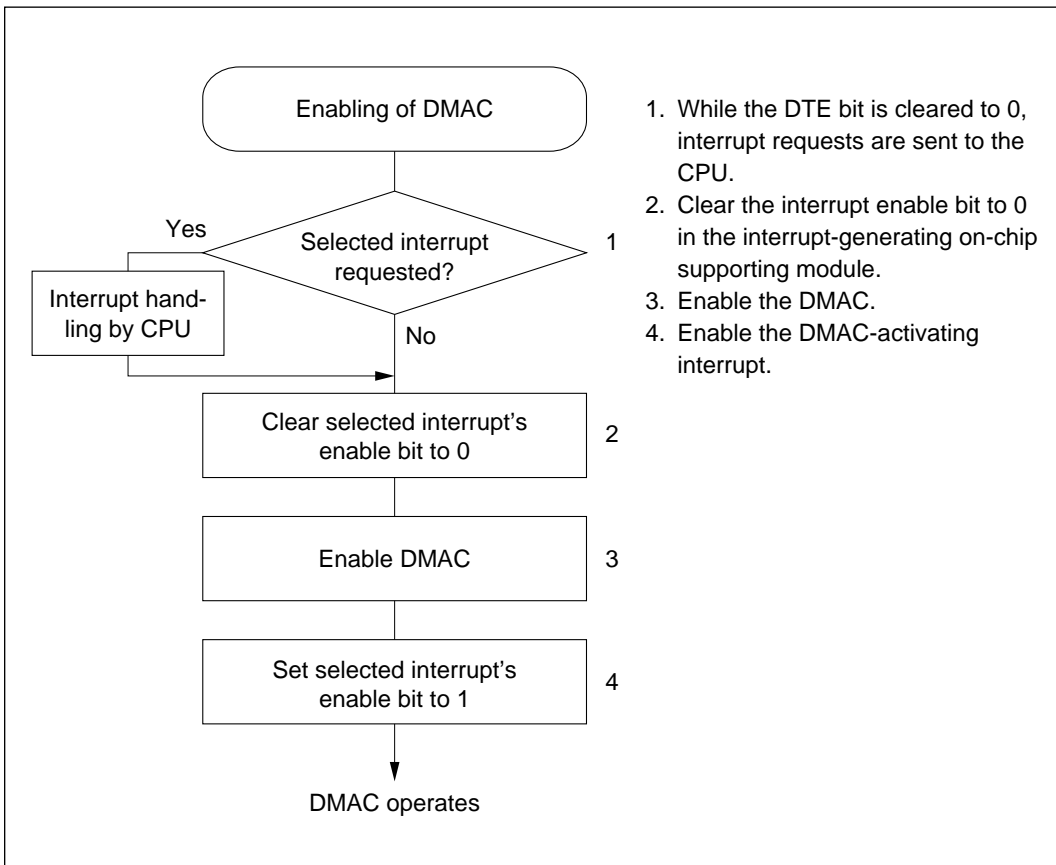 Enabling of DMAC
Yes
Selected interrupt
requested?
1
Interrupt hand-
ling by CPU
No
Clear selected interrupt's
enable bit to 0
2
Enable DMAC
3
Set selected interrupt's
enable bit to 1
4
DMAC operates
1. While the DTE bit is cleared to 0,
interrupt requests are sent to the
CPU.
2. Clear the interrupt enable bit to 0
in the interrupt-generating on-chip
supporting module.
3. Enable the DMAC.
4. Enable the DMAC-activating
interrupt.